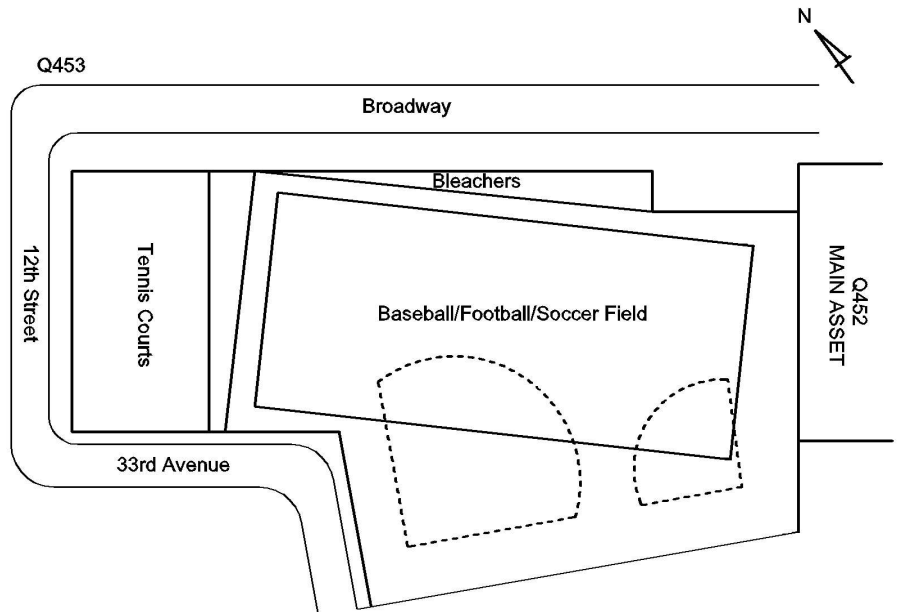 N
Q453
Broadway
Bleachers
12th Street
Tennis Courts
Baseball/Football/Soccer Field
Q452
MAIN ASSET
33rd Avenue